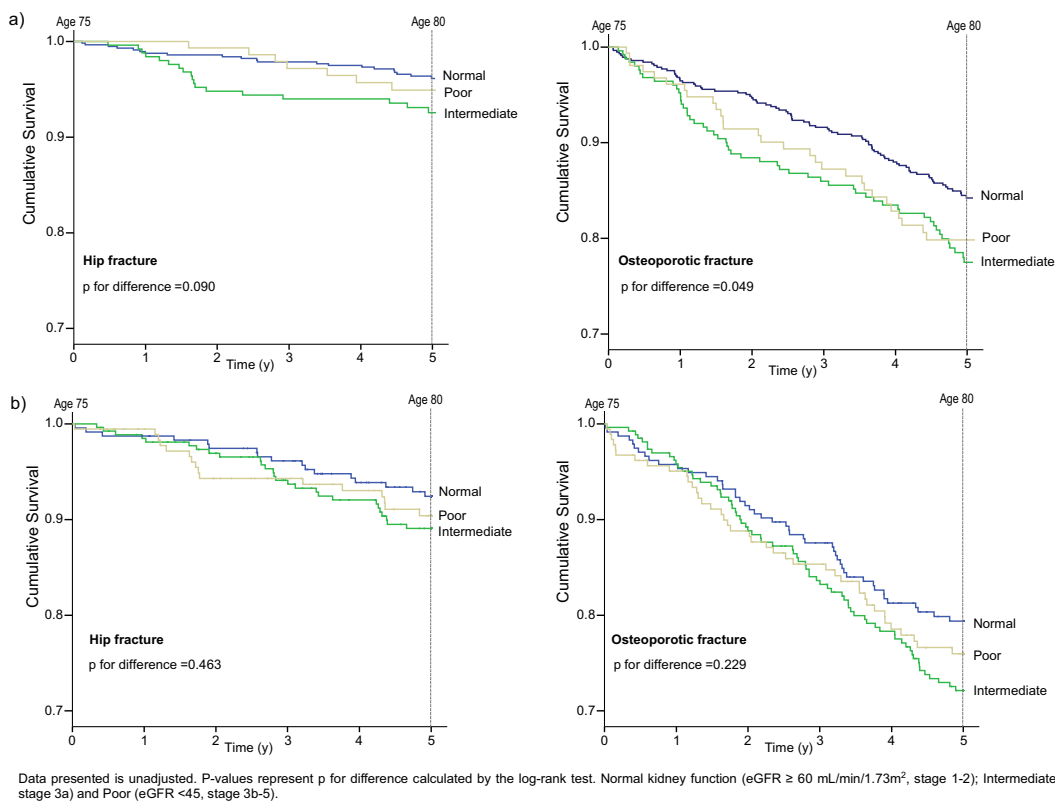 a)
Age 75
Age 80
1.0
0.9
0.8
0.7
Cumulative Survival
Normal
Poor
Intermediate
Hip fracture
p for difference =0.090
0 1 2 3 4 5
Time (y)
Age 75
Age 80
1.0
0.9
0.8
0.7
Cumulative Survival
Normal
Poor
Intermediate
Osteoporotic fracture
p for difference =0.049
0 1 2 3 4 5
Time (y)
b)
Age 75
Age 80
1.0
0.9
0.8
0.7
Cumulative Survival
Normal
Poor
Intermediate
Hip fracture
p for difference =0.463
0 1 2 3 4 5
Time (y)
Age 75
Age 80
1.0
0.9
0.8
0.7
Cumulative Survival
Normal
Poor
Intermediate
Osteoporotic fracture
p for difference =0.229
0 1 2 3 4 5
Time (y)
Data presented is unadjusted. P-values represent p for difference calculated by the log-rank test. Normal kidney function (eGFR ≥ 60 mL/min/1.73m², stage 1-2); Intermediate
stage 3a) and Poor (eGFR <45, stage 3b-5).